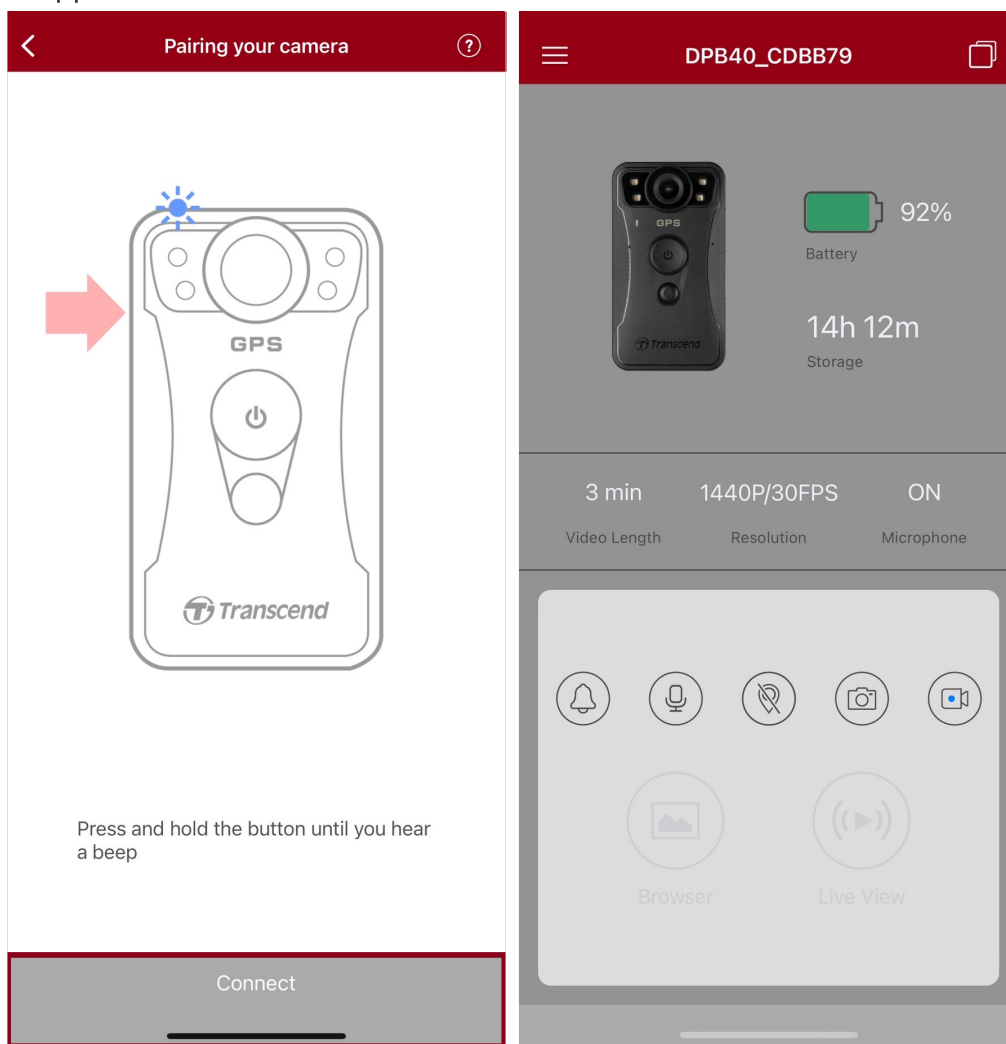 Pairing your camera
?
GPS
Transcend
Press and hold the button until you hear
a beep
Connect
DPB40_CDBB79
GPS
Transcend
92%
Battery
14h 12m
Storage
3 min 1440P/30FPS ON
Video Length Resolution Microphone
Browser Live View